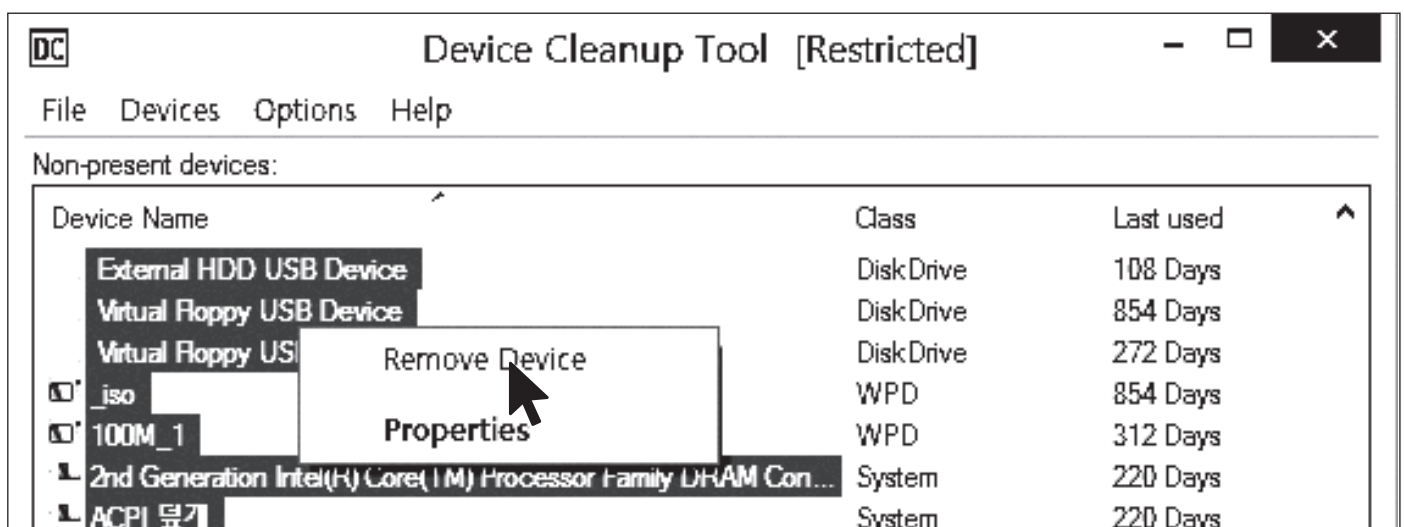 DC Device Cleanup Tool [Restricted]
File Devices Options Help
Non-present devices:
Device Name Class Last used
External HDD USB Device DiskDrive 108 Days
Virtual Floppy USB Device DiskDrive 854 Days
Virtual Floppy DiskDrive 272 Days
Remove Device
_iso WPD 854 Days
Properties
100M_1 WPD 312 Days
2nd Generation Intel(R) Core(TM) Processor Family DRAM Con... System 220 Days
ACPI 덮개 System 220 Days